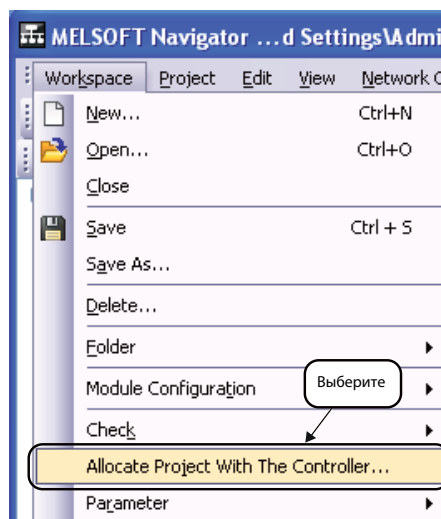 MELSOFT Navigator ...d Settings\Admi
Workspace Project Edit View Network C
New... Ctrl+N
Open... Ctrl+O
Close
Save Ctrl + S
Save As...
Delete...
Folder
Module Configuration
Выберите
Check
Allocate Project With The Controller...
Parameter